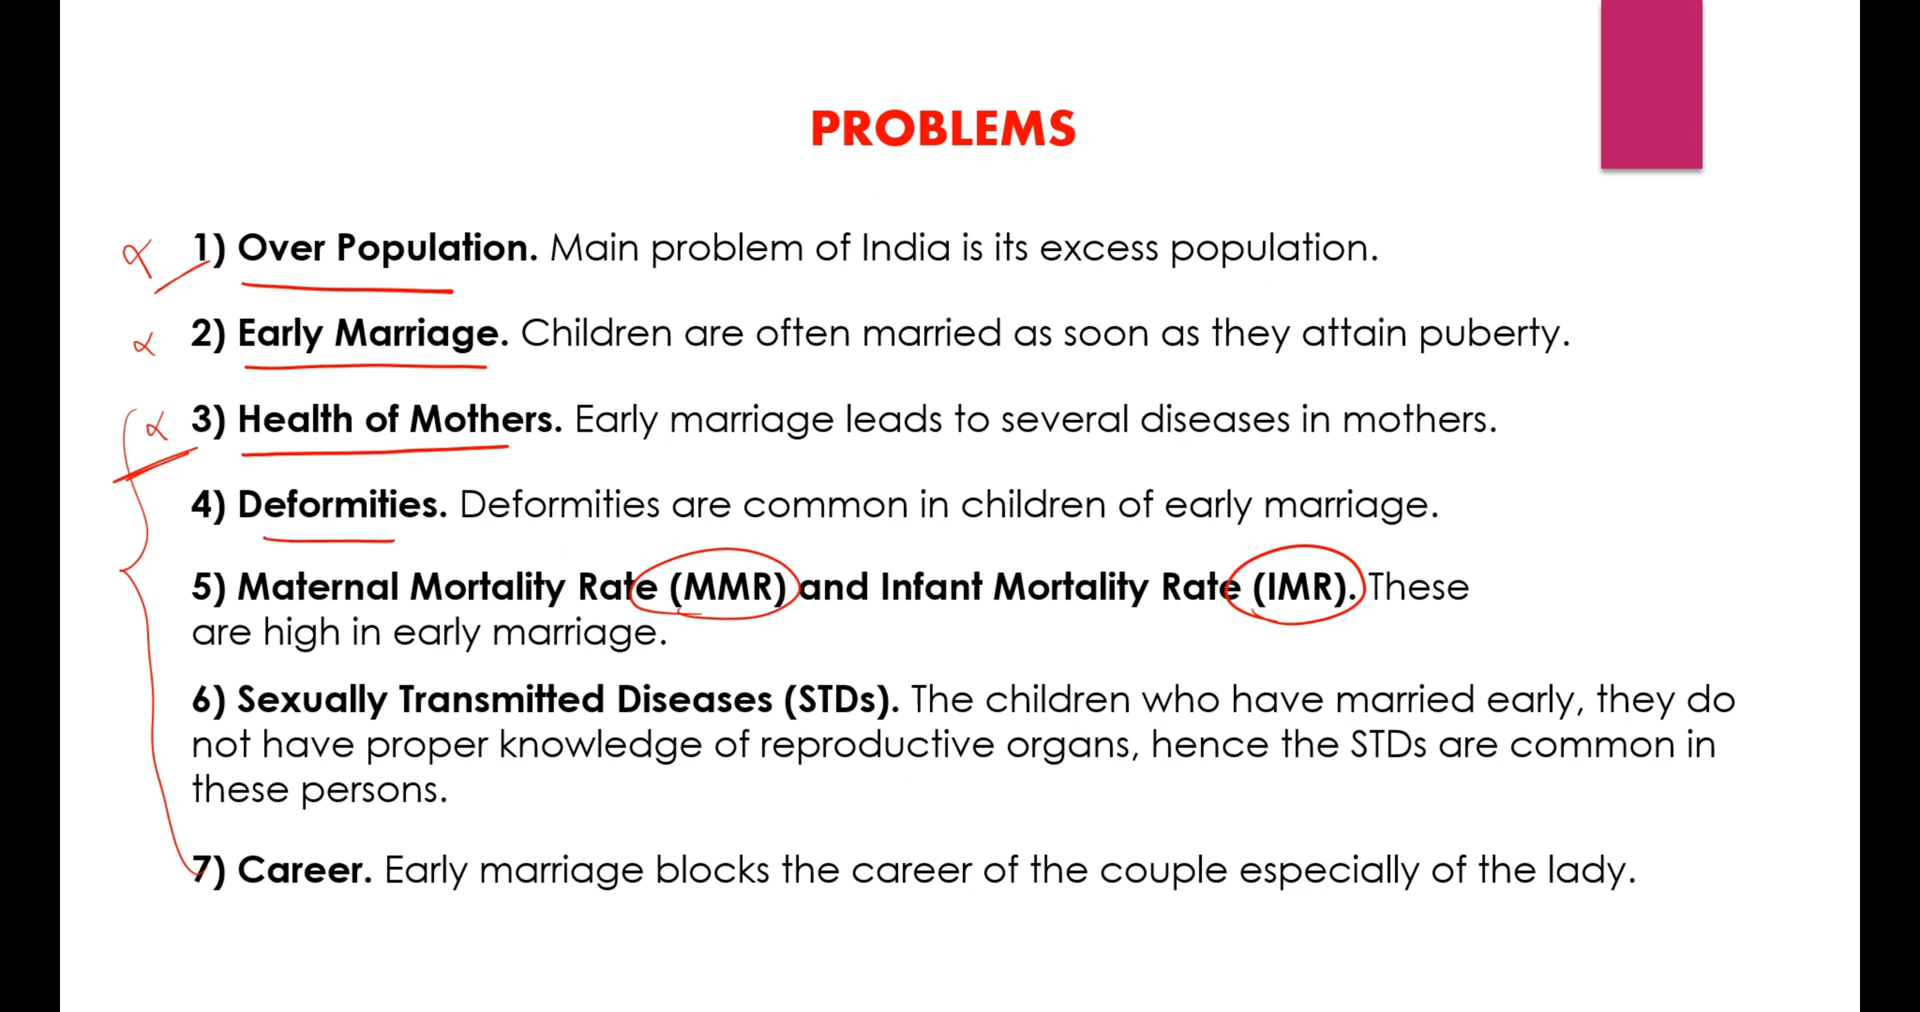 PROBLEMS
1) Over Population. Main problem of India is its excess population.
2) Early Marriage. Children are often married as soon as they attain puberty.
3) Health of Mothers. Early marriage leads to several diseases in mothers.
4) Deformities. Deformities are common in children of early marriage.
5) Maternal Mortality Rate (MMR) and Infant Mortality Rate (IMR). These
are high in early marriage.
6) Sexually Transmitted Diseases (STDs). The children who have married early, they do
not have proper knowledge of reproductive organs, hence the STDs are common in
these persons.
7) Career. Early marriage blocks the career of the couple especially of the lady.